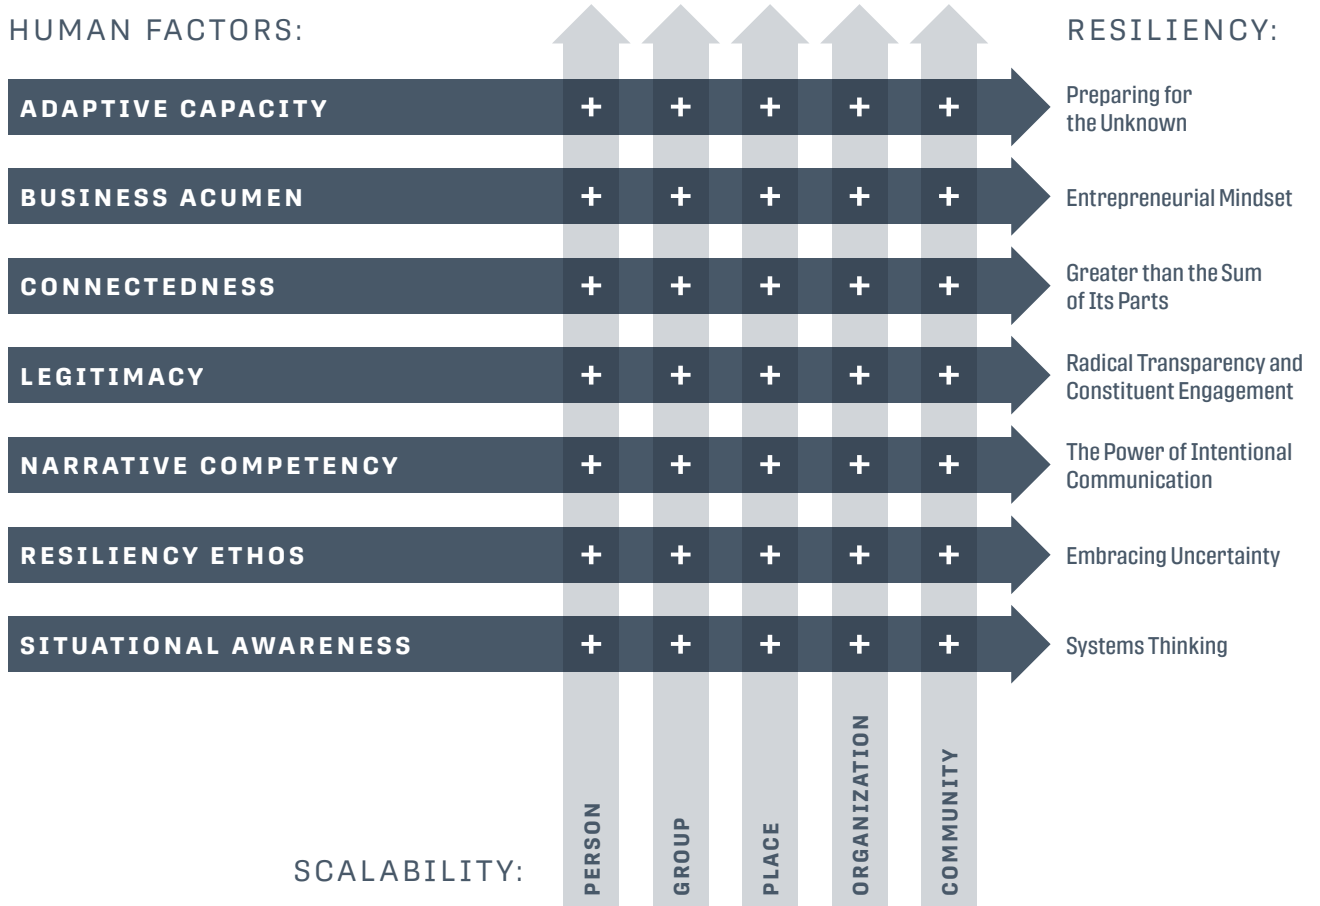 HUMAN FACTORS:
RESILIENCY:
ADAPTIVE CAPACITY + + + + +
Preparing for
the Unknown
BUSINESS ACUMEN + + + + +
Entrepreneurial Mindset
CONNECTEDNESS + + + + +
Greater than the Sum
of Its Parts
LEGITIMACY + + + + +
Radical Transparency and
Constituent Engagement
NARRATIVE COMPETENCY + + + + +
The Power of Intentional
Communication
RESILIENCY ETHOS + + + + +
Embracing Uncertainty
SITUATIONAL AWARENESS + + + + +
Systems Thinking
SCALABILITY:
PERSON
GROUP
PLACE
ORGANIZATION
COMMUNITY